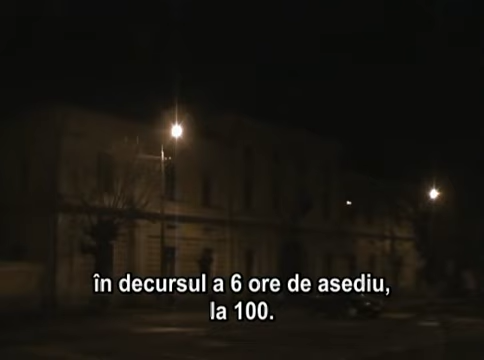 în decursul a 6 ore de asediu,
la 100.